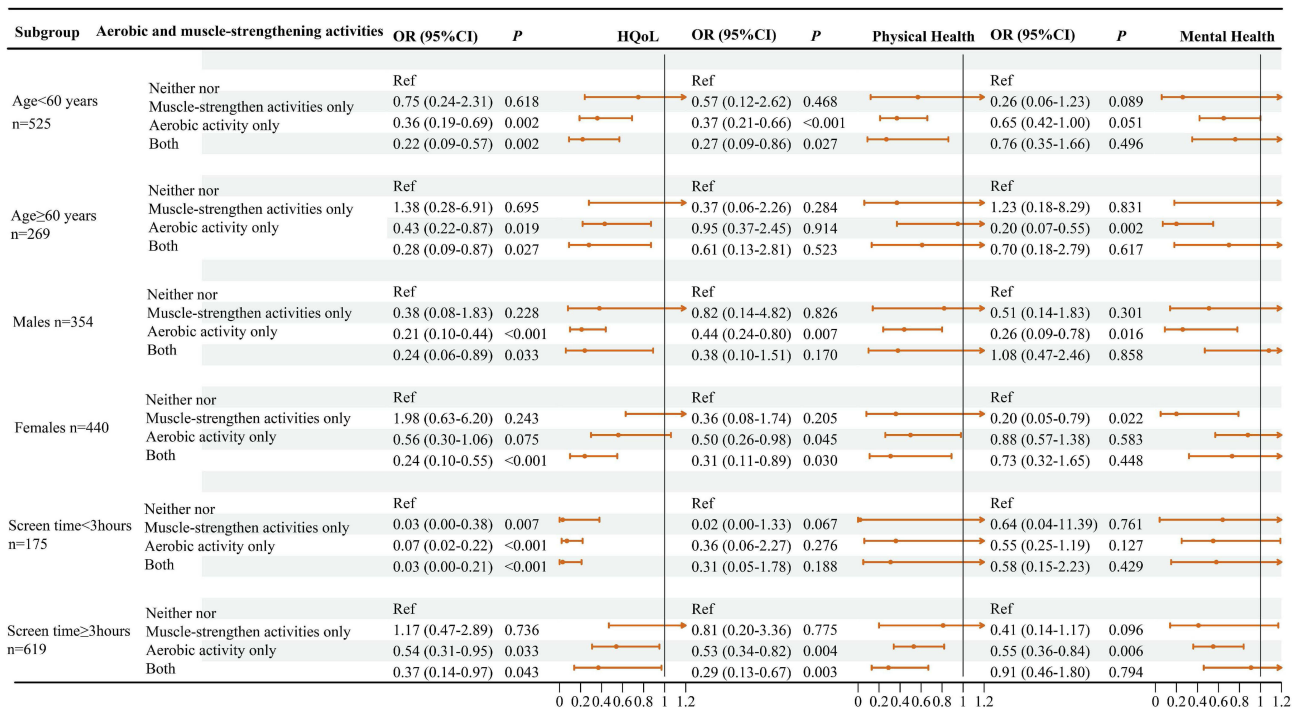 Subgroup Aerobic and muscle-strengthening activities OR (95%CI) P HQoL OR (95%CI) P Physical Health OR (95%CI) P Mental Health
Age<60 years
n=525
Neither nor Ref Ref Ref
Muscle-strengthen activities only 0.75 (0.24-2.31) 0.618 0.57 (0.12-2.62) 0.468 0.26 (0.06-1.23) 0.089
Aerobic activity only 0.36 (0.19-0.69) 0.002 0.37 (0.21-0.66) <0.001 0.65 (0.42-1.00) 0.051
Both 0.22 (0.09-0.57) 0.002 0.27 (0.09-0.86) 0.027 0.76 (0.35-1.66) 0.496
Age≥60 years
n=269
Neither nor Ref Ref Ref
Muscle-strengthen activities only 1.38 (0.28-6.91) 0.695 0.37 (0.06-2.26) 0.284 1.23 (0.18-8.29) 0.831
Aerobic activity only 0.43 (0.22-0.87) 0.019 0.95 (0.37-2.45) 0.914 0.20 (0.07-0.55) 0.002
Both 0.28 (0.09-0.87) 0.027 0.61 (0.13-2.81) 0.523 0.70 (0.18-2.79) 0.617
Males n=354
Neither nor Ref Ref Ref
Muscle-strengthen activities only 0.38 (0.08-1.83) 0.228 0.82 (0.14-4.82) 0.826 0.51 (0.14-1.83) 0.301
Aerobic activity only 0.21 (0.10-0.44) <0.001 0.44 (0.24-0.80) 0.007 0.26 (0.09-0.78) 0.016
Both 0.24 (0.06-0.89) 0.033 0.38 (0.10-1.51) 0.170 1.08 (0.47-2.46) 0.858
Females n=440
Neither nor Ref Ref Ref
Muscle-strengthen activities only 1.98 (0.63-6.20) 0.243 0.36 (0.08-1.74) 0.205 0.20 (0.05-0.79) 0.022
Aerobic activity only 0.56 (0.30-1.06) 0.075 0.50 (0.26-0.98) 0.045 0.88 (0.57-1.38) 0.583
Both 0.24 (0.10-0.55) <0.001 0.31 (0.11-0.89) 0.030 0.73 (0.32-1.65) 0.448
Screen time<3hours
n=175
Neither nor Ref Ref Ref
Muscle-strengthen activities only 0.03 (0.00-0.38) 0.007 0.02 (0.00-1.33) 0.067 0.64 (0.04-11.39) 0.761
Aerobic activity only 0.07 (0.02-0.22) <0.001 0.36 (0.06-2.27) 0.276 0.55 (0.25-1.19) 0.127
Both 0.03 (0.00-0.21) <0.001 0.31 (0.05-1.78) 0.188 0.58 (0.15-2.23) 0.429
Screen time≥3hours
n=619
Neither nor Ref Ref Ref
Muscle-strengthen activities only 1.17 (0.47-2.89) 0.736 0.81 (0.20-3.36) 0.775 0.41 (0.14-1.17) 0.096
Aerobic activity only 0.54 (0.31-0.95) 0.033 0.53 (0.34-0.82) 0.004 0.55 (0.36-0.84) 0.006
Both 0.37 (0.14-0.97) 0.043 0.29 (0.13-0.67) 0.003 0.91 (0.46-1.80) 0.794
0 0.2 0.4 0.6 0.8 1 1.2 0 0.2 0.4 0.6 0.8 1 1.2 0 0.2 0.4 0.6 0.8 1 1.2